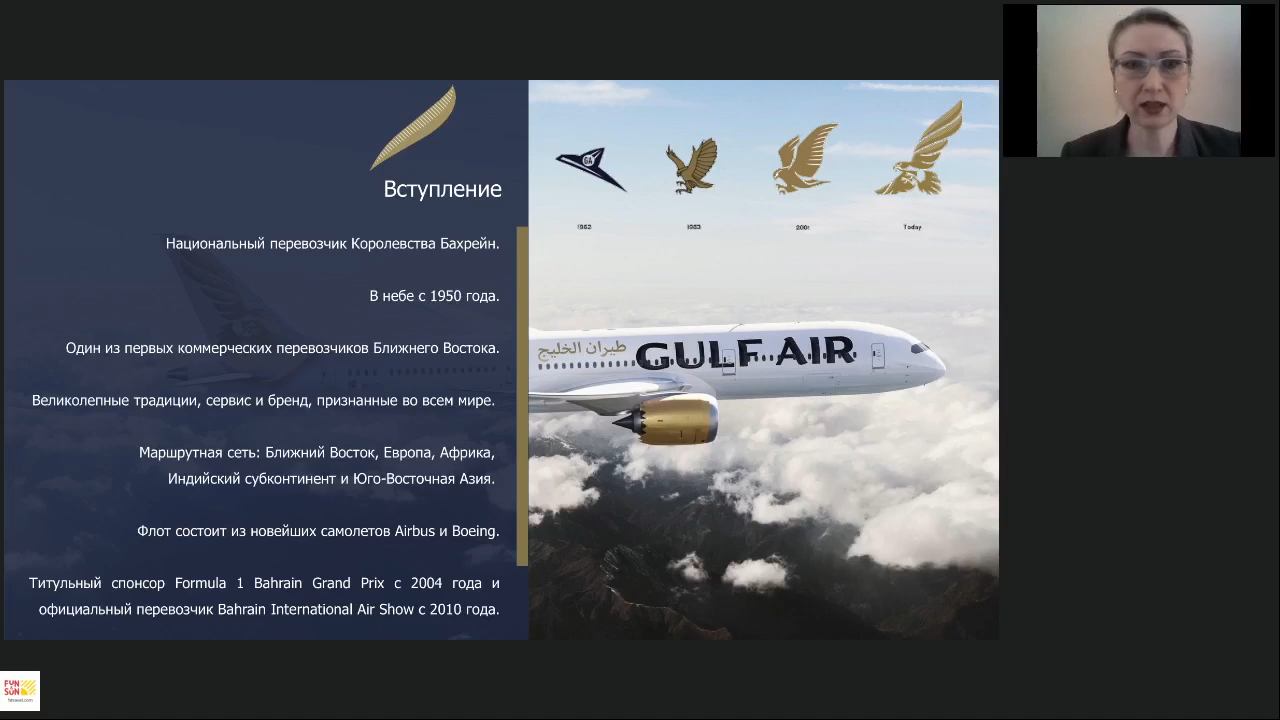 Вступление
Национальный перевозчик Королевства Бахрейн.
В небе с 1950 года.
Один из первых коммерческих перевозчиков Ближнего Востока.
Великолепные традиции, сервис и бренд, признанные во всем мире.
Маршрутная сеть: Ближний Восток, Европа, Африка,
Индийский субконтинент и Юго-Восточная Азия.
Флот состоит из новейших самолетов Airbus и Boeing.
Титульный спонсор Formula 1 Bahrain Grand Prix с 2004 года и
официальный перевозчик Bahrain International Air Show с 2010 года.
1962
1983
2001
Today
طيران الخليج
GULF AIR
FUN
SUN